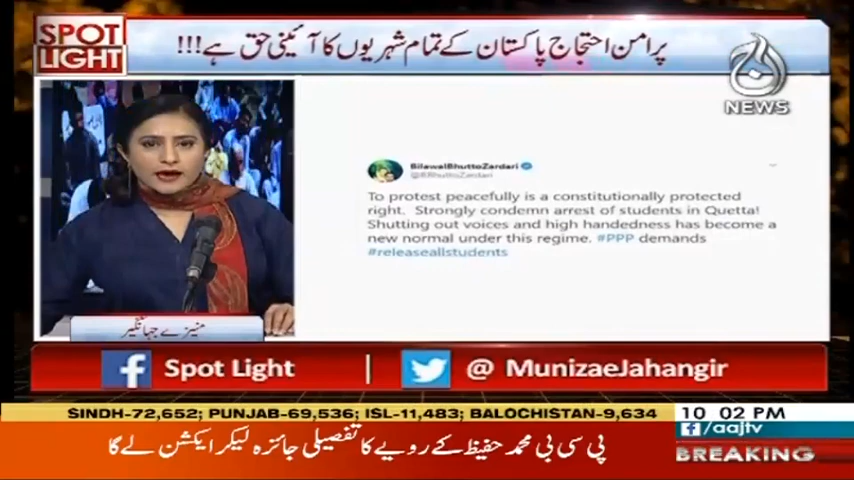 SPOT
LIGHT
پرامن احتجاج پاکستان کے تمام شہریوں کا آئینی حق ہے!!!
آج
NEWS
BilawalBhuttoZardari
@BBhuttoZardari
To protest peacefully is a constitutionally protected
right. Strongly condemn arrest of students in Quetta!
Shutting out voices and high handedness has become a
new normal under this regime. #PPP demands
#releaseallstudents
منیزے جہانگیر
Spot Light | @ MunizaeJahangir
SINDH-72,652; PUNJAB-69,536; ISL-11,483; BALOCHISTAN-9,634
10 02 PM
/aajtv
پی سی بی محمد حفیظ کے رویے کا تفصیلی جائزہ لیکر ایکشن لے گا
BREAKING